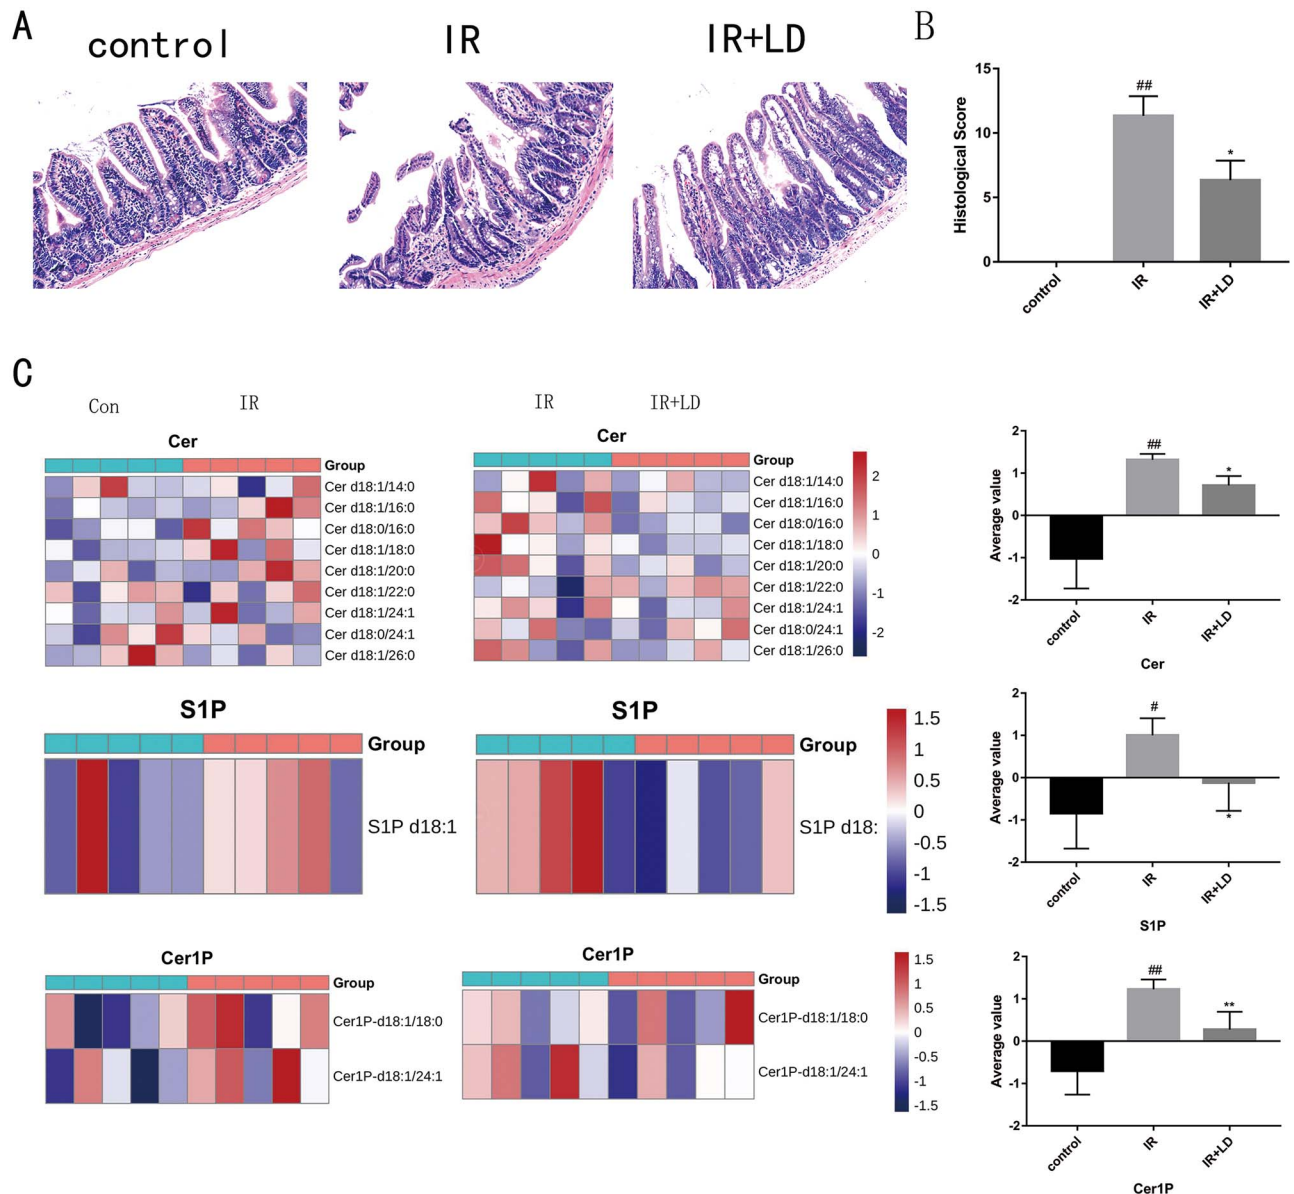 A
control
IR
IR+LD
B
15
10
5
0
Histological Score
##
*
control
IR
IR+LD
C
Con
IR
Cer
Group
Cer d18:1/14:0
Cer d18:1/16:0
Cer d18:0/16:0
Cer d18:1/18:0
Cer d18:1/20:0
Cer d18:1/22:0
Cer d18:1/24:1
Cer d18:0/24:1
Cer d18:1/26:0
IR
IR+LD
Cer
Group
Cer d18:1/14:0
Cer d18:1/16:0
Cer d18:0/16:0
Cer d18:1/18:0
Cer d18:1/20:0
Cer d18:1/22:0
Cer d18:1/24:1
Cer d18:0/24:1
Cer d18:1/26:0
2
1
0
-1
-2
2
1
0
-1
-2
Average value
##
*
control
IR
IR+LD
Cer
S1P
Group
S1P d18:1
S1P
Group
S1P d18:
1.5
1
0.5
0
-0.5
-1
-1.5
2
1
0
-1
-2
Average value
#
*
control
IR
IR+LD
S1P
Cer1P
Group
Cer1P-d18:1/18:0
Cer1P-d18:1/24:1
Cer1P
Group
Cer1P-d18:1/18:0
Cer1P-d18:1/24:1
1.5
1
0.5
0
-0.5
-1
-1.5
2
1
0
-1
-2
Average value
##
**
control
IR
IR+LD
Cer1P